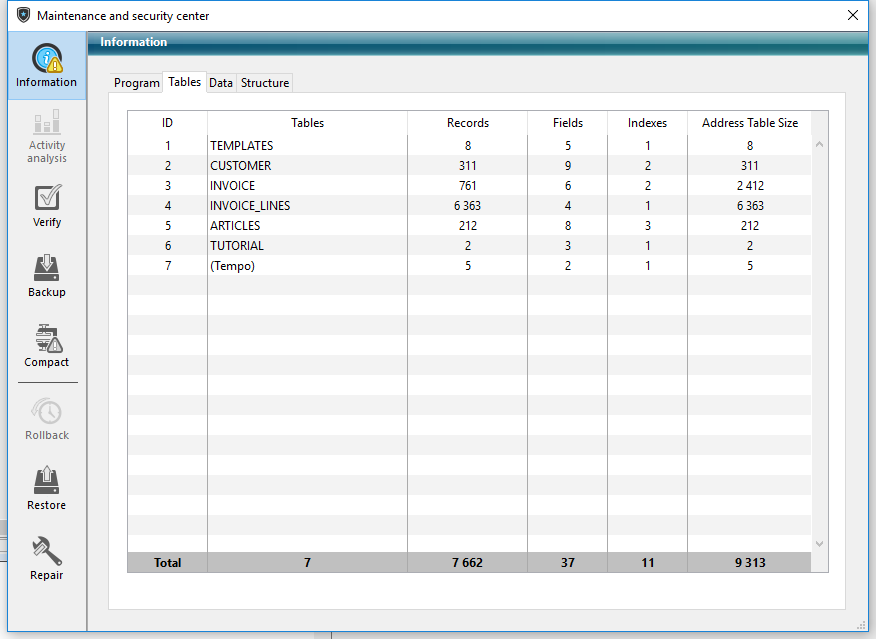 Maintenance and security center
Information
Information
Program Tables Data Structure
ID Tables Records Fields Indexes Address Table Size
1 TEMPLATES 8 5 1 8
2 CUSTOMER 311 9 2 311
3 INVOICE 761 6 2 2 412
4 INVOICE_LINES 6 363 4 1 6 363
5 ARTICLES 212 8 3 212
6 TUTORIAL 2 3 1 2
7 (Tempo) 5 2 1 5
Total 7 7 662 37 11 9 313
Activity
analysis
Verify
Backup
Compact
Rollback
Restore
Repair